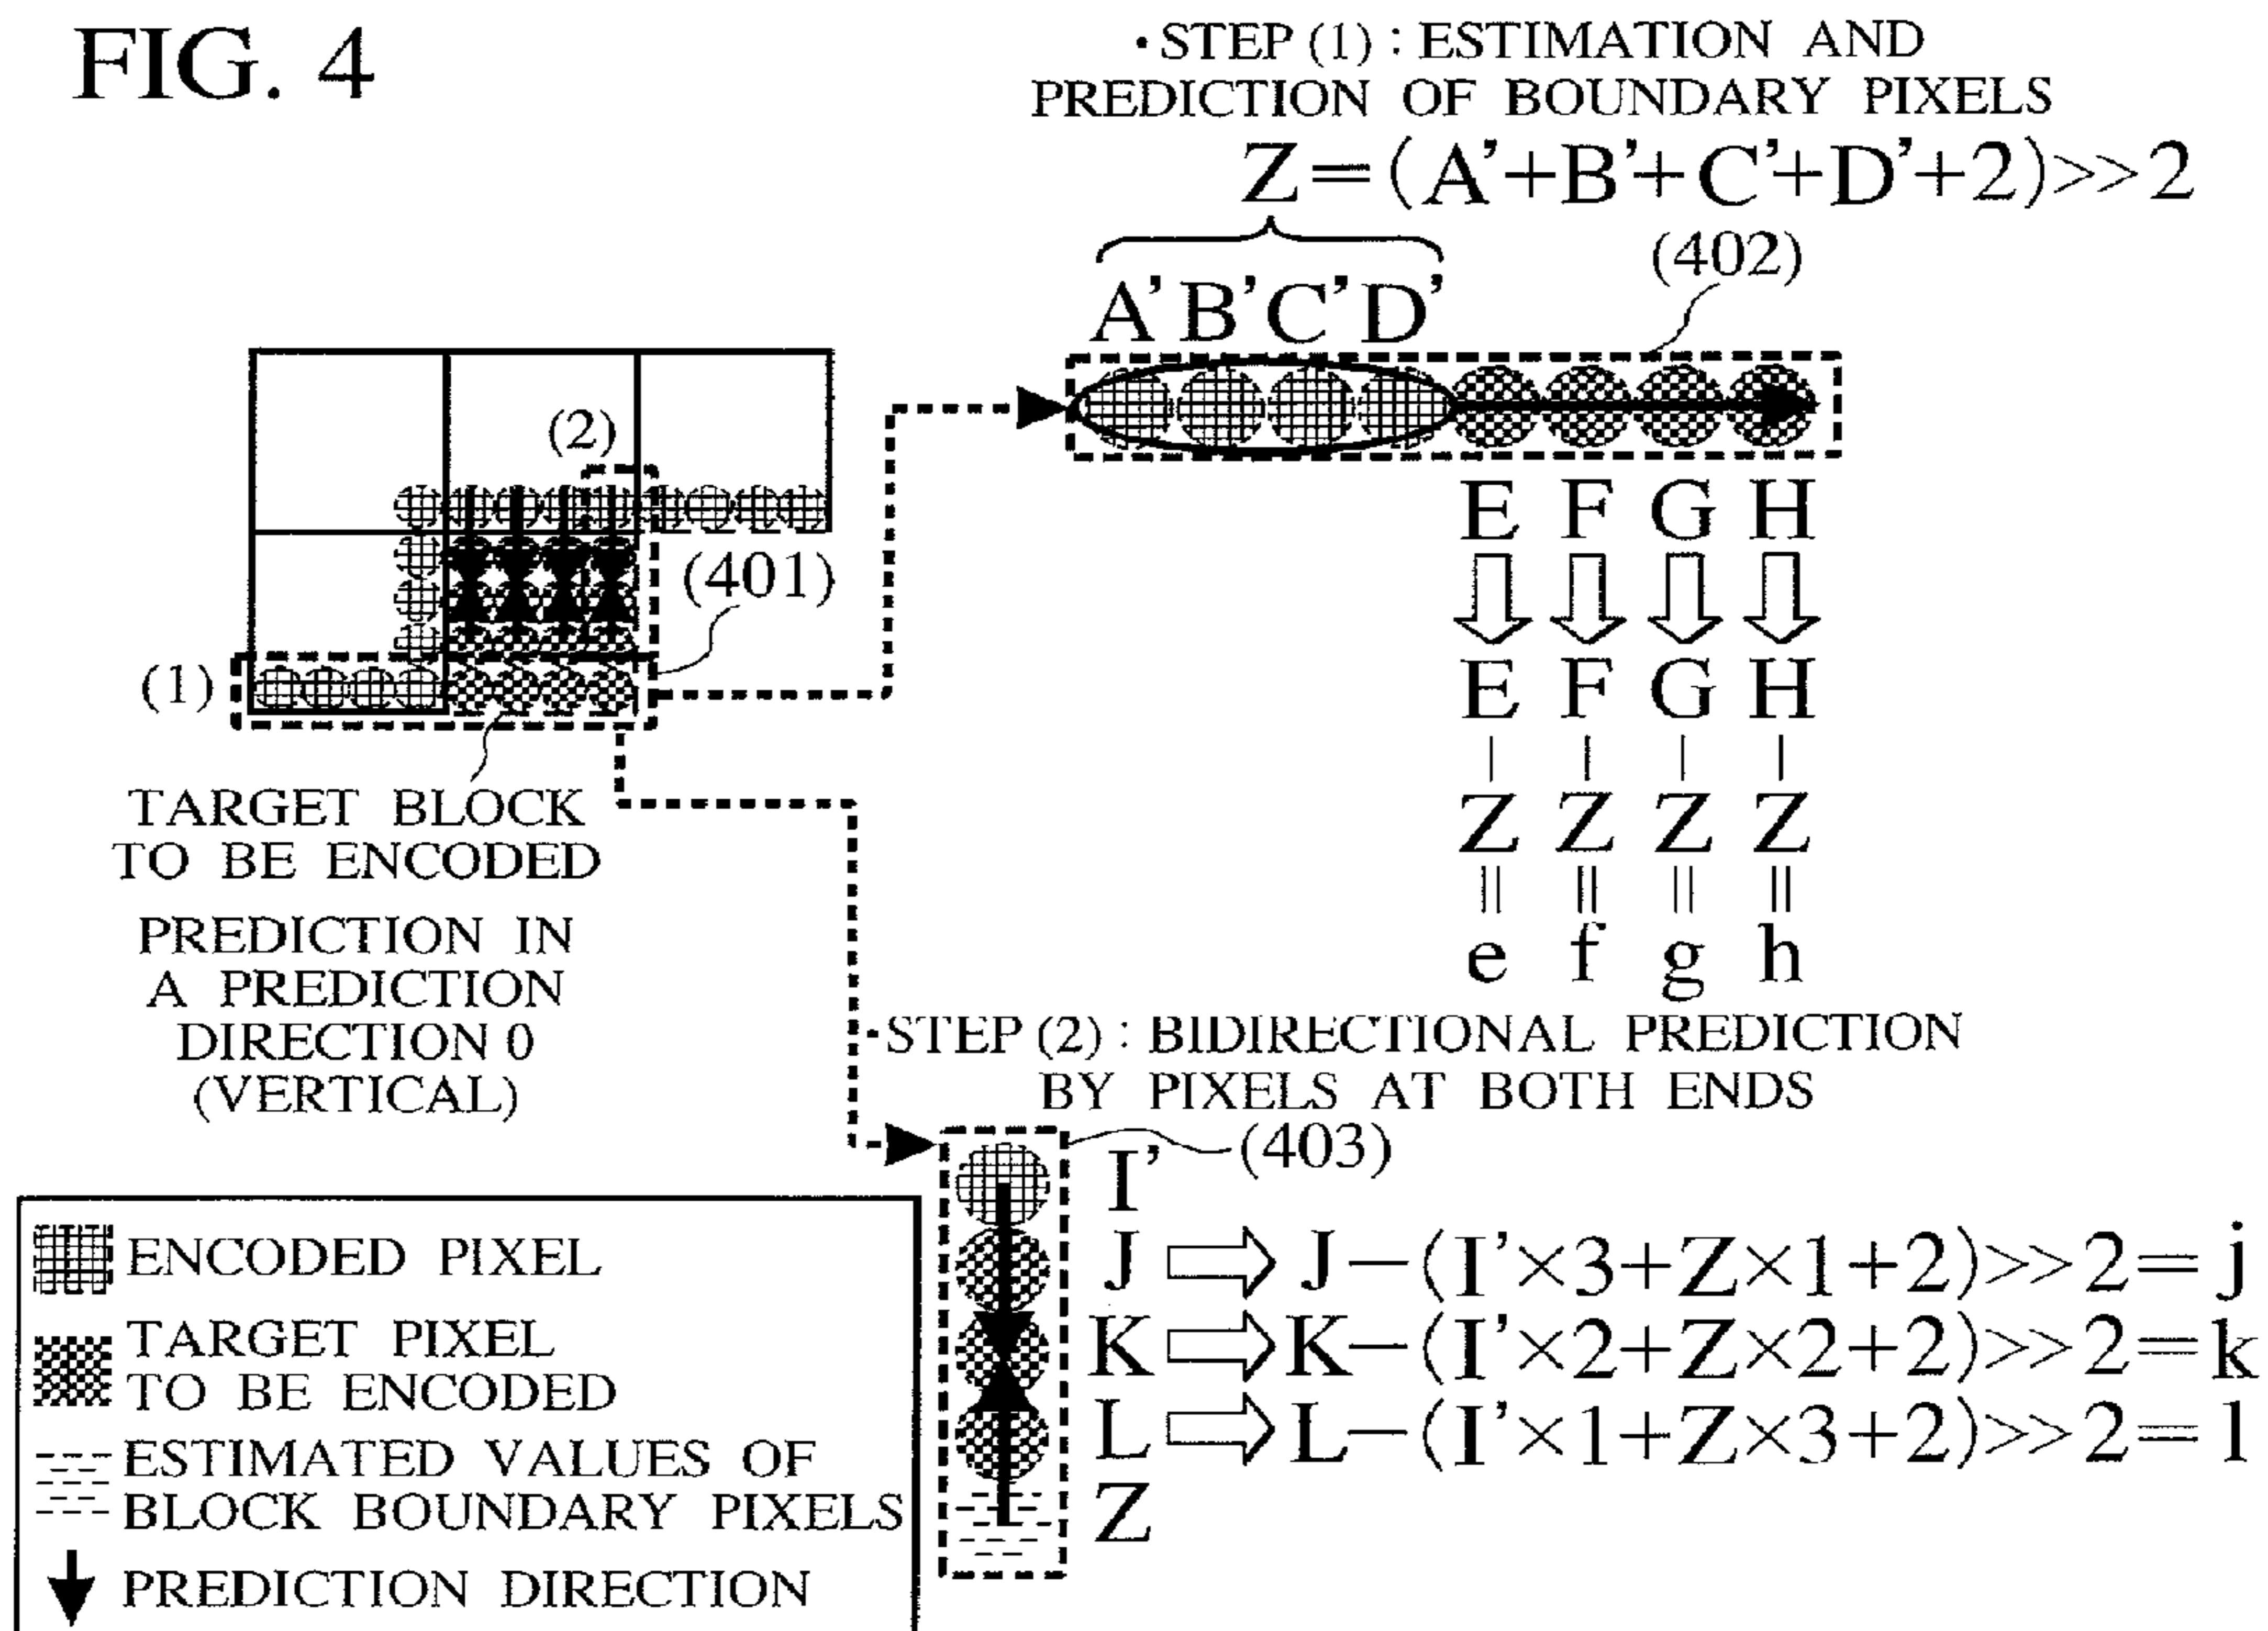 FIG. 4
・STEP (1) : ESTIMATION AND
PREDICTION OF BOUNDARY PIXELS
Z=(A'+B'+C'+D'+2)>>2
(402)
A' B' C' D'
(2)
(401)
(1)
E F G H
E F G H
— — — —
Z Z Z Z
= = = =
e f g h
TARGET BLOCK
TO BE ENCODED
PREDICTION IN
A PREDICTION
DIRECTION 0
(VERTICAL)
・STEP (2) : BIDIRECTIONAL PREDICTION
BY PIXELS AT BOTH ENDS
(403)
I'
J ⇨ J−(I'×3+Z×1+2)>>2=j
K ⇨ K−(I'×2+Z×2+2)>>2=k
L ⇨ L−(I'×1+Z×3+2)>>2=l
Z
ENCODED PIXEL
TARGET PIXEL
TO BE ENCODED
ESTIMATED VALUES OF
BLOCK BOUNDARY PIXELS
PREDICTION DIRECTION